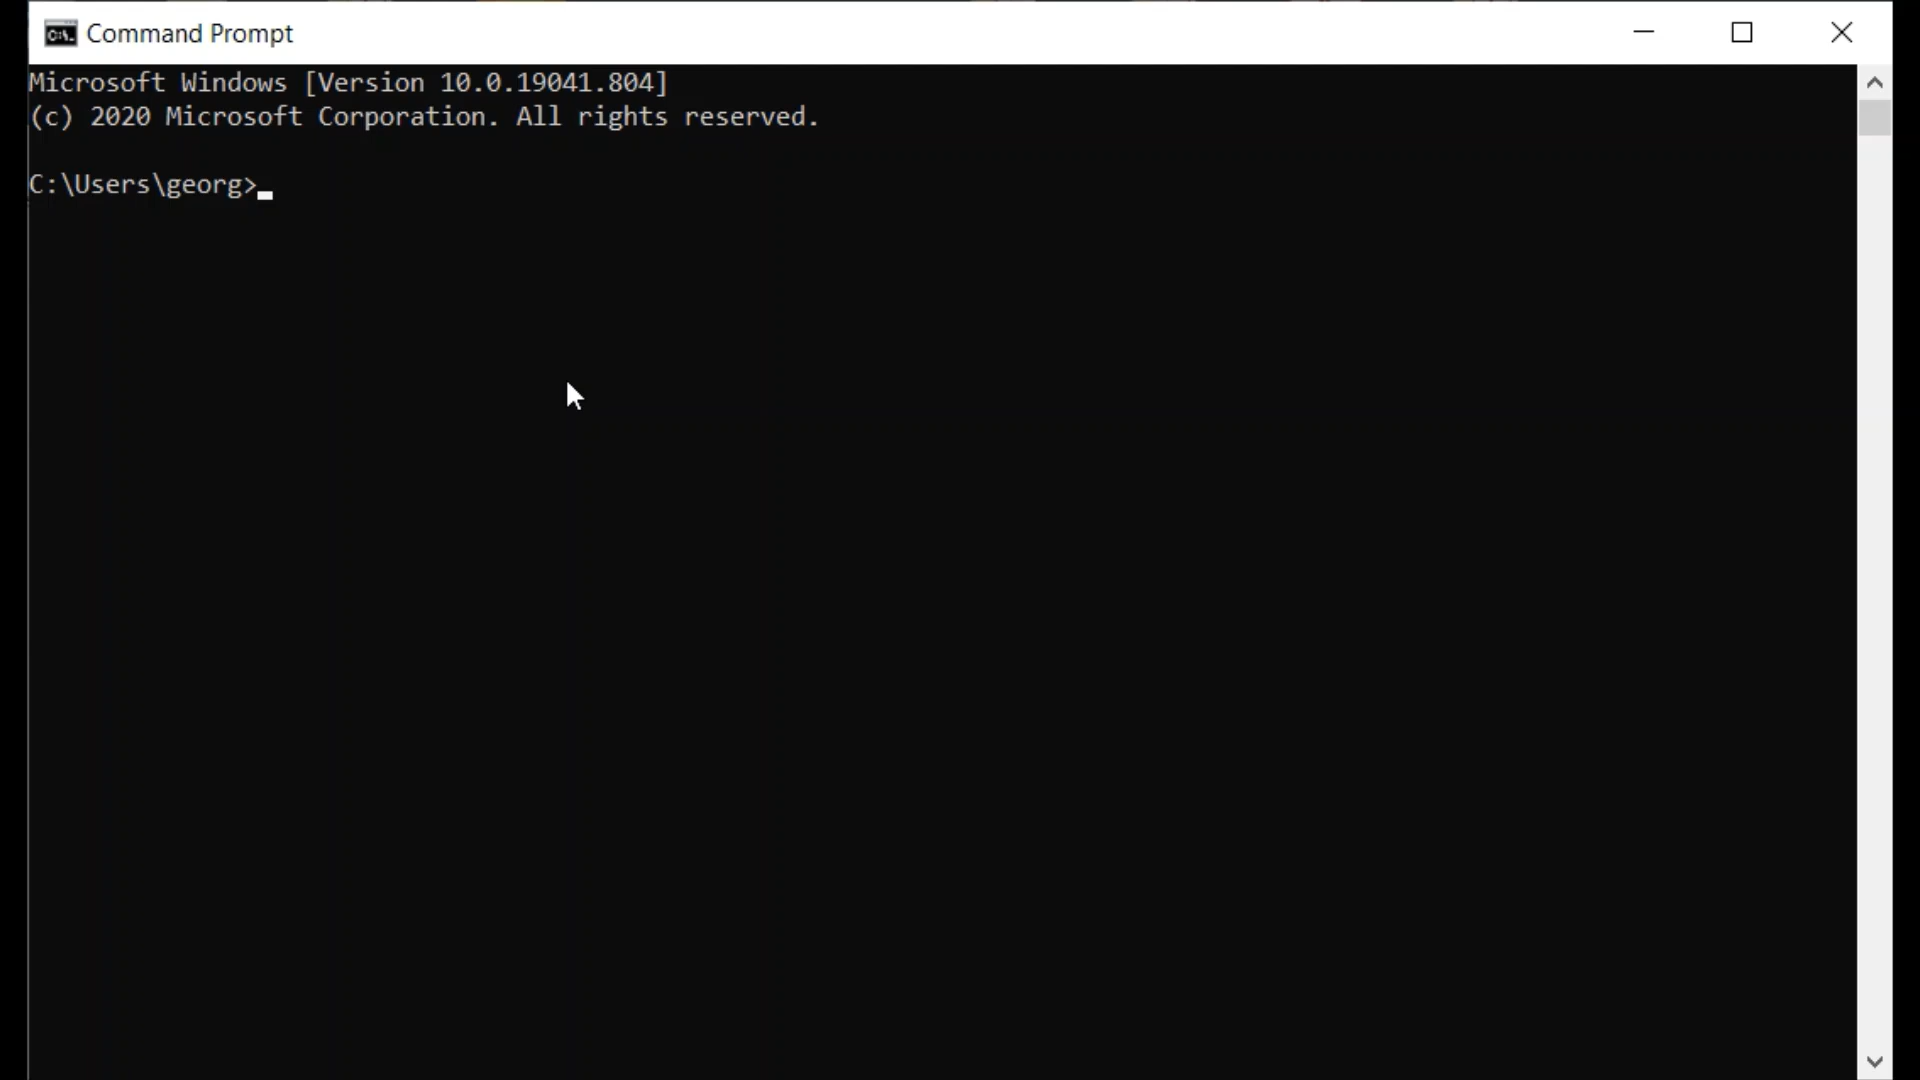 Command Prompt
Microsoft Windows [Version 10.0.19041.804]
(c) 2020 Microsoft Corporation. All rights reserved.
C:\Users\georg>